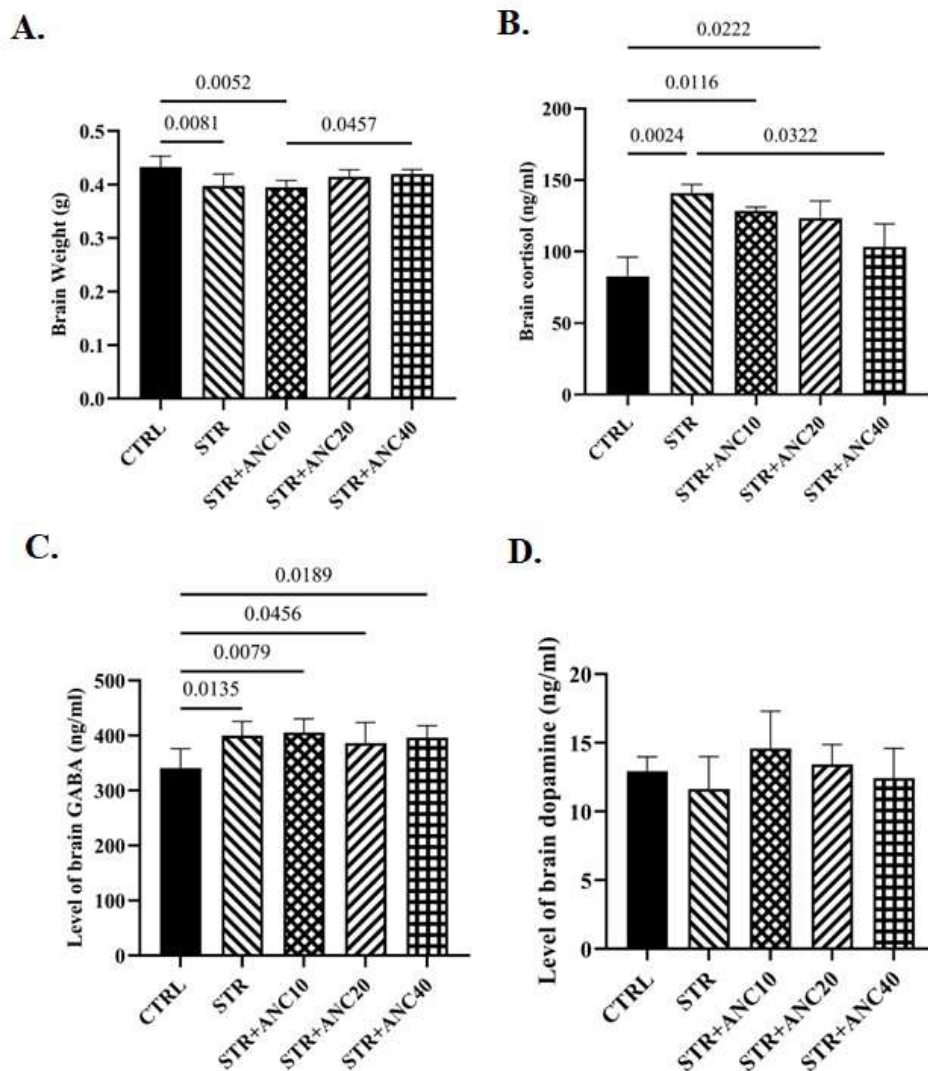 A.
0.0052
0.0081
0.0457
Brain Weight (g)
0.5
0.4
0.3
0.2
0.1
0.0
CTRL
STR
STR+ANC10
STR+ANC20
STR+ANC40
B.
0.0222
0.0116
0.0024
0.0322
Brain cortisol (ng/ml)
200
150
100
50
0
CTRL
STR
STR+ANC10
STR+ANC20
STR+ANC40
C.
0.0189
0.0456
0.0079
0.0135
Level of brain GABA (ng/ml)
500
400
300
200
100
0
CTRL
STR
STR+ANC10
STR+ANC20
STR+ANC40
D.
Level of brain dopamine (ng/ml)
20
15
10
5
0
CTRL
STR
STR+ANC10
STR+ANC20
STR+ANC40